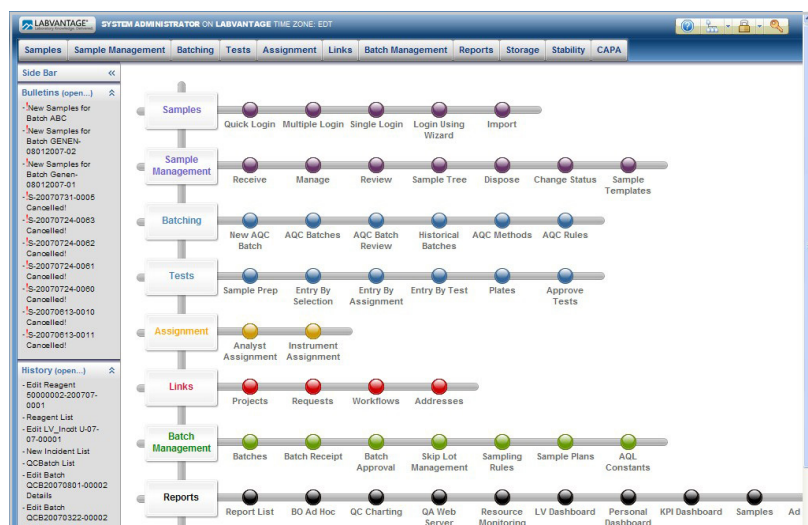 LABVANTAGE
SYSTEM ADMINISTRATOR ON LABVANTAGE TIME ZONE: EDT
Samples Sample Management Batching Tests Assignment Links Batch Management Reports Storage Stability CAPA
Side Bar «
Bulletins (open...)
-!New Samples for
Batch ABC
-!New Samples for
Batch GENEN-
08012007-02
-!New Samples for
Batch Genen-
08012007-01
-!S-20070731-0005
Cancelled!
-!S-20070724-0063
Cancelled!
-!S-20070724-0062
Cancelled!
-!S-20070724-0061
Cancelled!
-!S-20070724-0060
Cancelled!
-!S-20070613-0010
Cancelled!
-!S-20070613-0011
Cancelled!
History (open...)
- Edit Reagent
50000002-200707-
0001
- Reagent List
- Edit LV_Incdt U-07-
07-00001
- New Incident List
- QCBatch List
- Edit Batch
QCB20070801-00002
Details
- Edit Batch
QCB20070322-00002
Samples
Quick Login Multiple Login Single Login Login Using Import
Wizard
Sample
Management
Receive Manage Review Sample Tree Dispose Change Status Sample
Templates
Batching
New AQC AQC Batches AQC Batch Historical AQC Methods AQC Rules
Batch Review Batches
Tests
Sample Prep Entry By Entry By Entry By Test Plates Approve
Selection Assignment Tests
Assignment
Analyst Instrument
Assignment Assignment
Links
Projects Requests Workflows Addresses
Batch
Management
Batches Batch Receipt Batch Skip Lot Sampling Sample Plans AQL
Approval Management Rules Constants
Reports
Report List BO Ad Hoc QC Charting QA Web Resource LV Dashboard Personal KPI Dashboard Samples Ad
Server Monitoring Dashboard